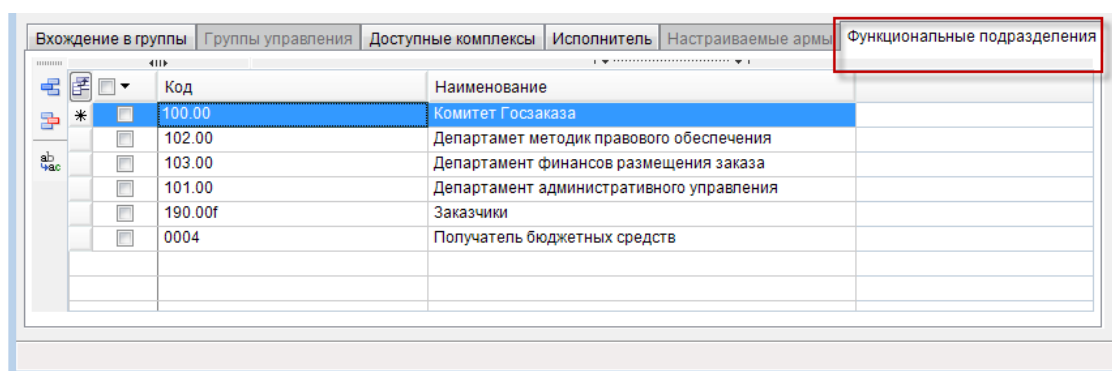 Вхождение в группы Группы управления Доступные комплексы Исполнитель Настраиваемые армы Функциональные подразделения
Код Наименование
100.00 Комитет Госзаказа
102.00 Департамет методик правового обеспечения
103.00 Департамент финансов размещения заказа
101.00 Департамент административного управления
190.00f Заказчики
0004 Получатель бюджетных средств
ab
ac